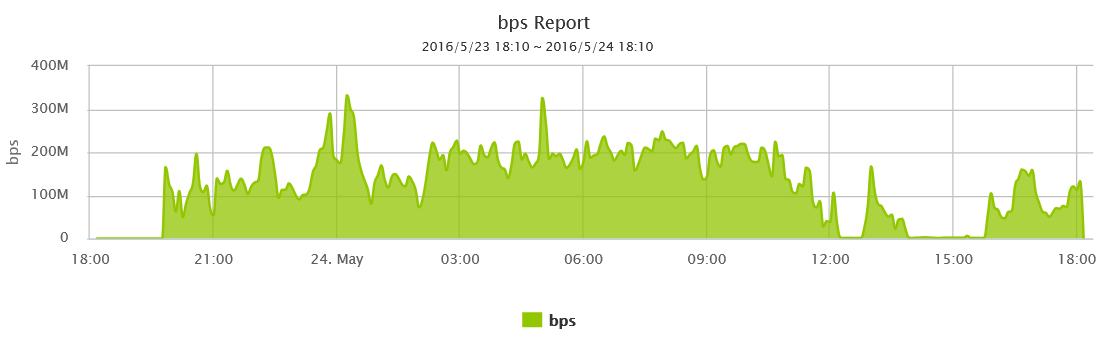 bps Report
2016/5/23 18:10 ~ 2016/5/24 18:10
400M
300M
200M
100M
0
bps
18:00 21:00 24. May 03:00 06:00 09:00 12:00 15:00 18:00
bps